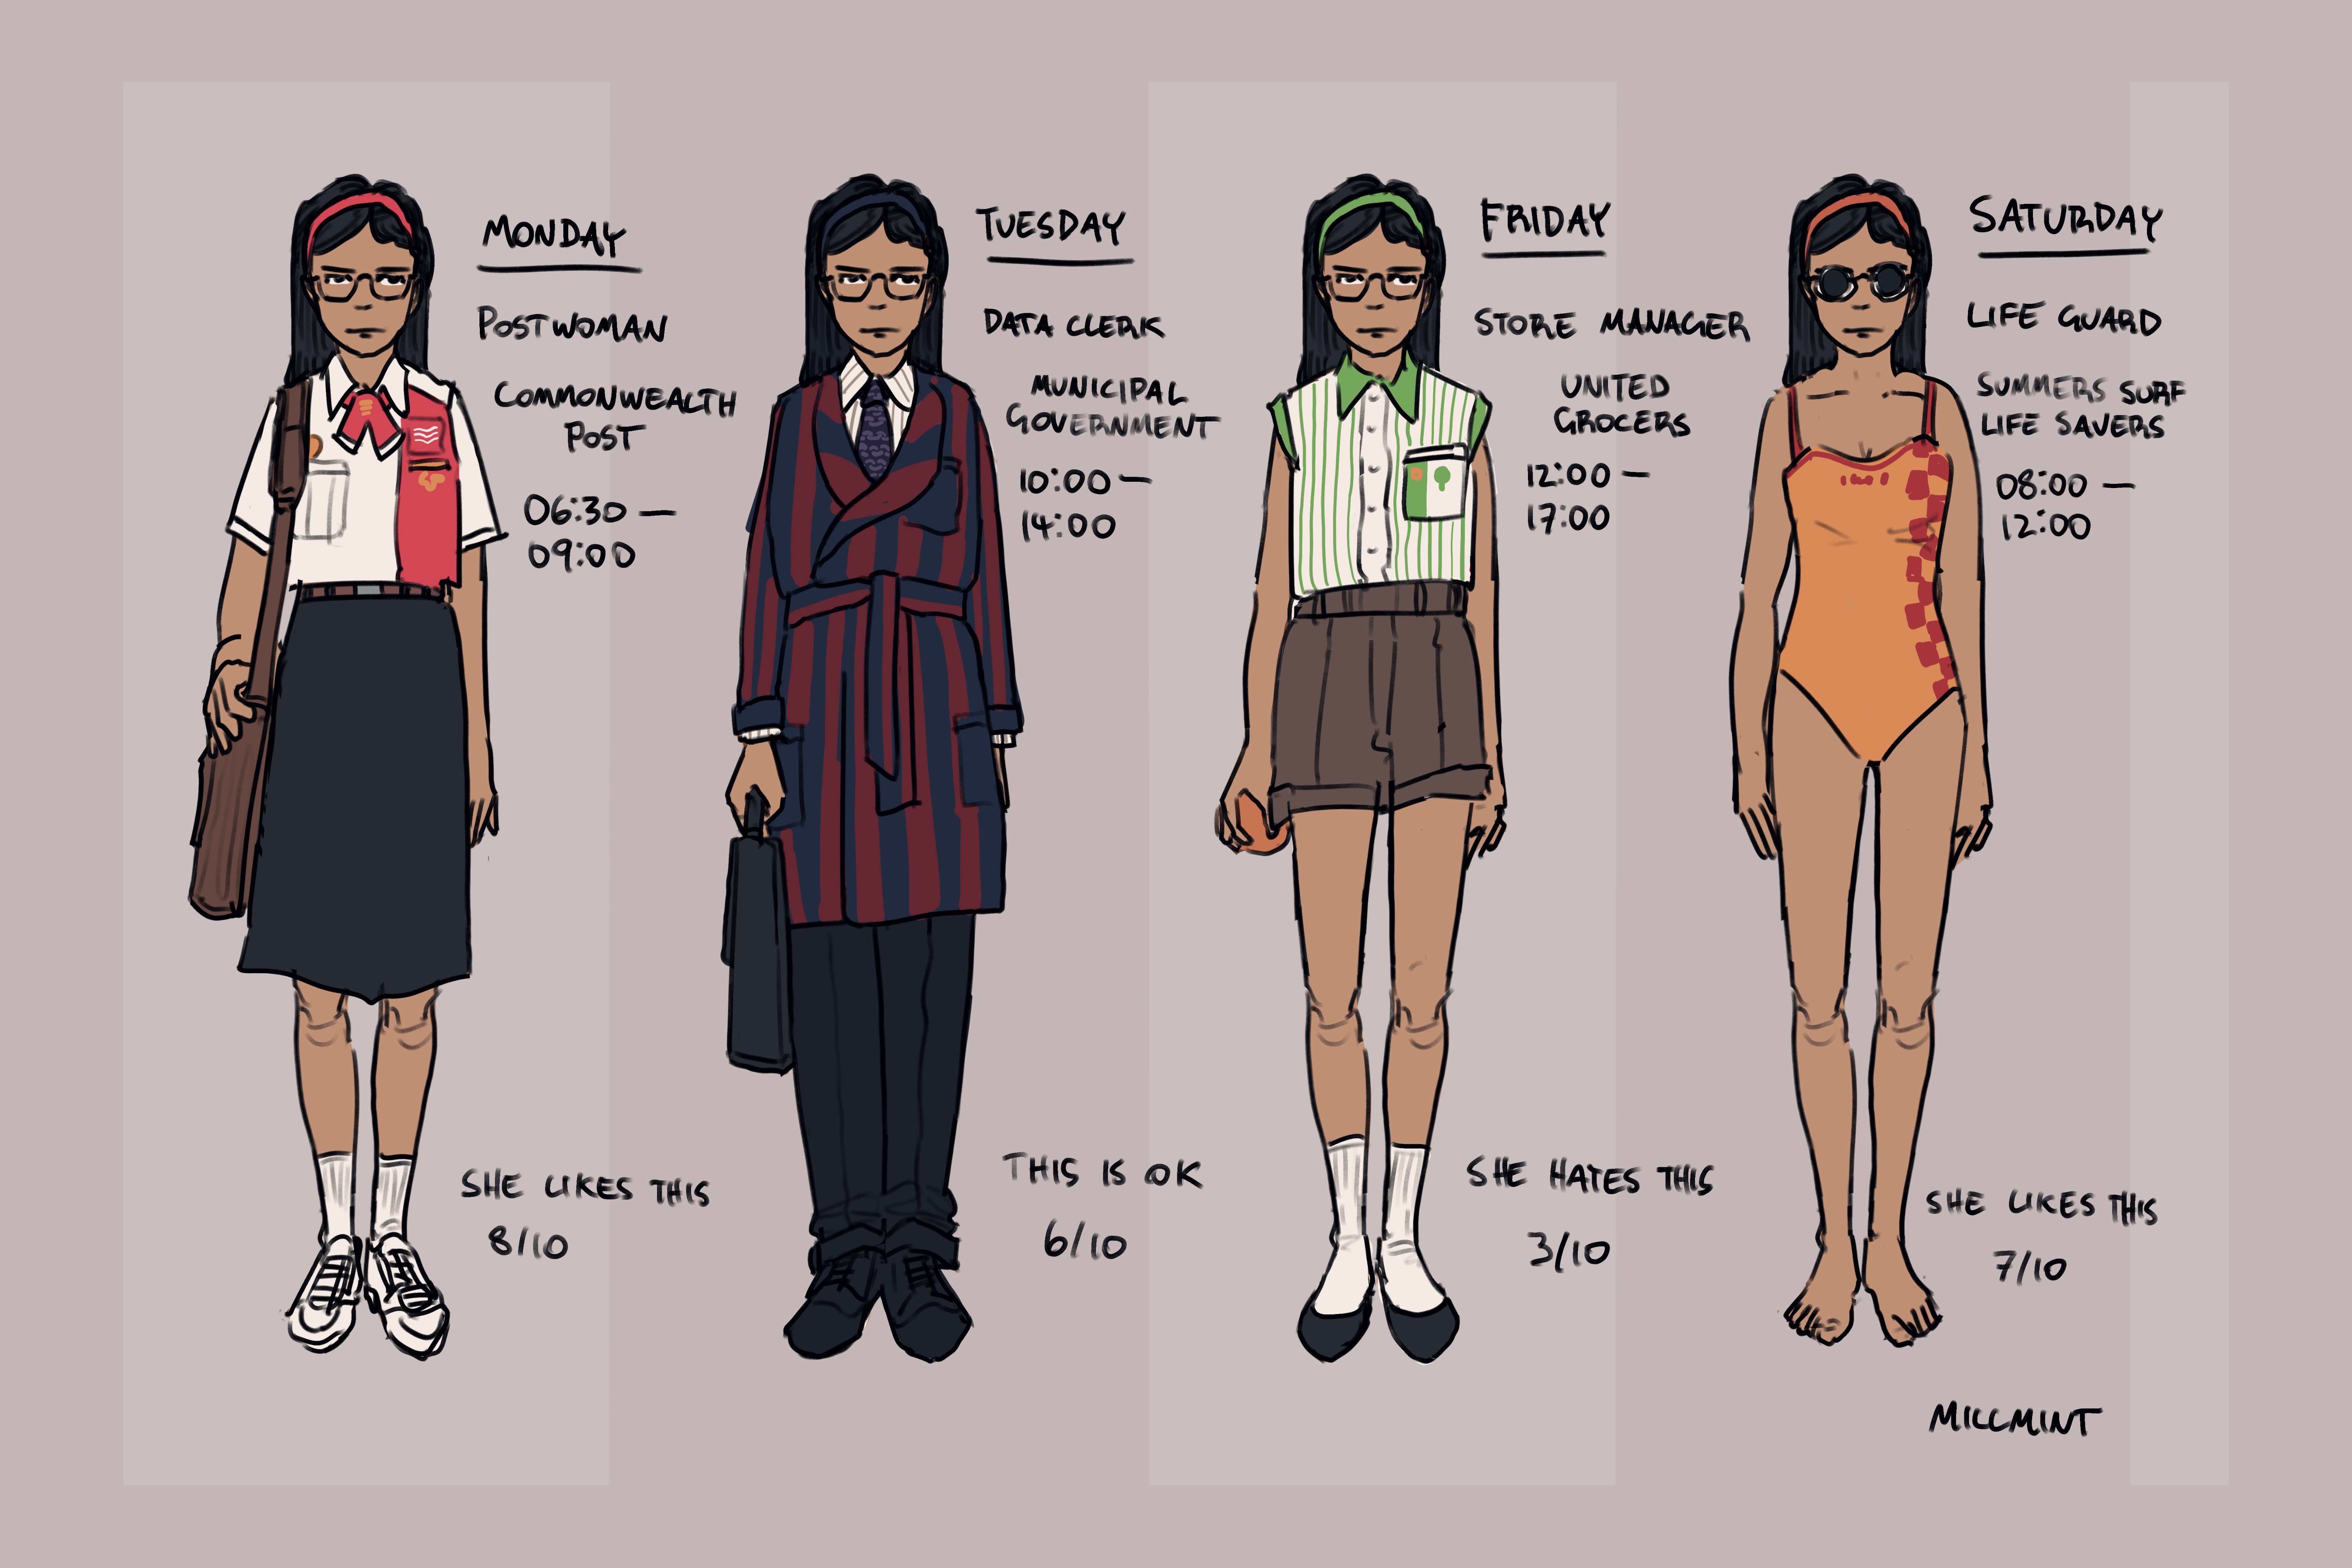 MONDAY
POSTWOMAN
COMMONWEALTH
POST
06:30 —
09:00
SHE LIKES THIS
8/10
TUESDAY
DATA CLERK
MUNICIPAL
GOVERNMENT
10:00 —
14:00
THIS IS OK
6/10
FRIDAY
STORE MANAGER
UNITED
GROCERS
12:00 —
17:00
SHE HATES THIS
3/10
SATURDAY
LIFE GUARD
SUMMERS SURF
LIFE SAVERS
08:00 —
12:00
SHE LIKES THIS
7/10
MILLMINT